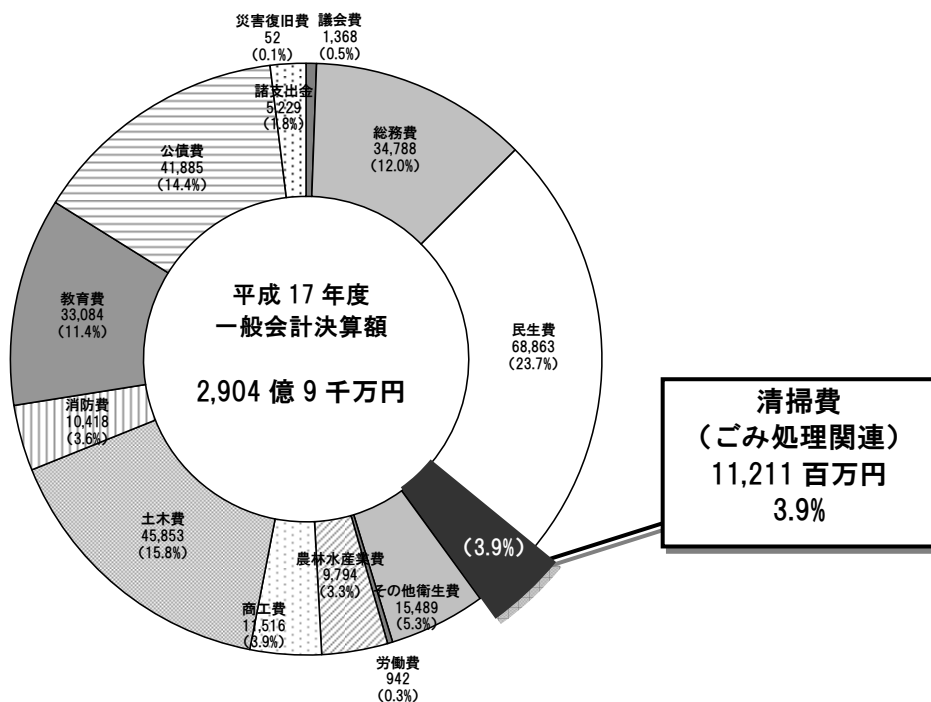 災害復旧費
52
(0.1%)
議会費
1,368
(0.5%)
諸支出金
5,229
(1.8%)
総務費
34,788
(12.0%)
公債費
41,885
(14.4%)
平成 17 年度
一般会計決算額
2,904 億 9 千万円
教育費
33,084
(11.4%)
民生費
68,863
(23.7%)
清掃費
(ごみ処理関連)
11,211 百万円
3.9%
消防費
10,418
(3.6%)
土木費
45,853
(15.8%)
(3.9%)
農林水産業費
9,794
(3.3%)
その他衛生費
15,489
(5.3%)
商工費
11,516
(3.9%)
労働費
942
(0.3%)